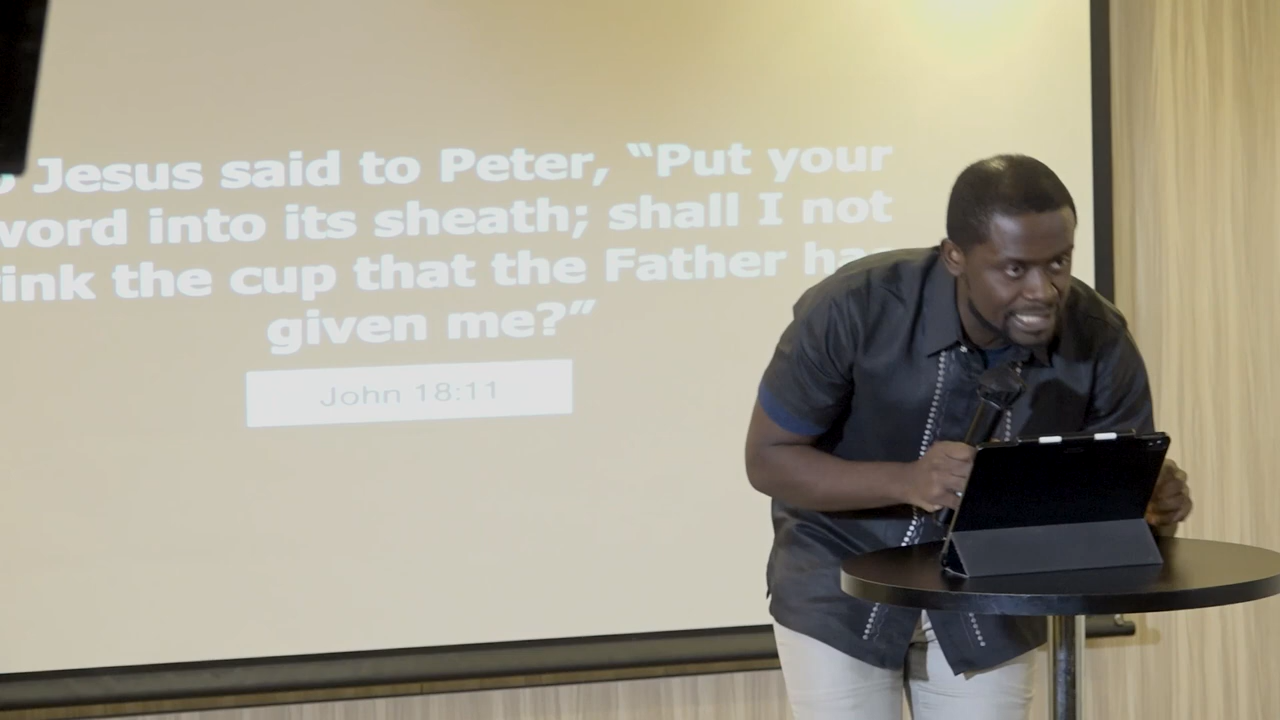 Jesus said to Peter, “Put your
word into its sheath; shall I not
ink the cup that the Father has
given me?”
John 18:11